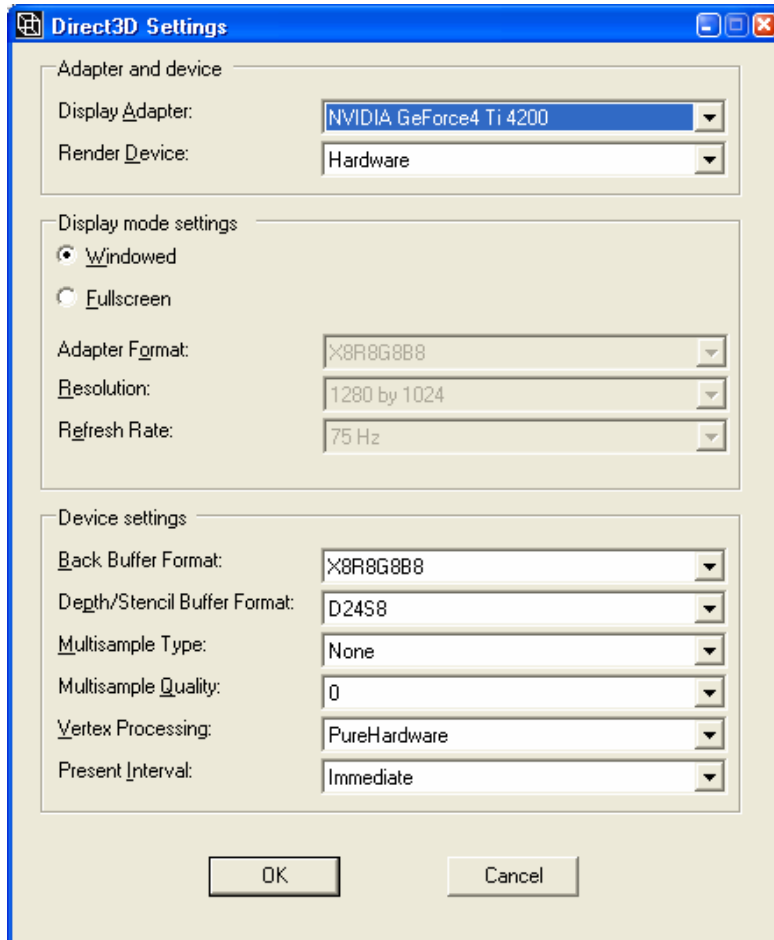 Direct3D Settings
Adapter and device
Display Adapter: NVIDIA GeForce4 Ti 4200
Render Device: Hardware
Display mode settings
Windowed
Fullscreen
Adapter Format: X8R8G8B8
Resolution: 1280 by 1024
Refresh Rate: 75 Hz
Device settings
Back Buffer Format: X8R8G8B8
Depth/Stencil Buffer Format: D24S8
Multisample Type: None
Multisample Quality: 0
Vertex Processing: PureHardware
Present Interval: Immediate
OK Cancel